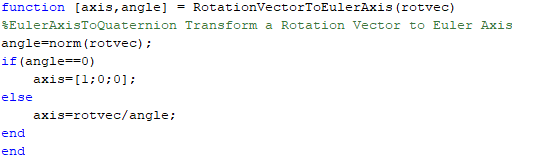 function [axis,angle] = RotationVectorToEulerAxis(rotvec)
%EulerAxisToQuaternion Transform a Rotation Vector to Euler Axis
angle=norm(rotvec);
if(angle==0)
    axis=[1;0;0];
else
    axis=rotvec/angle;
end
end